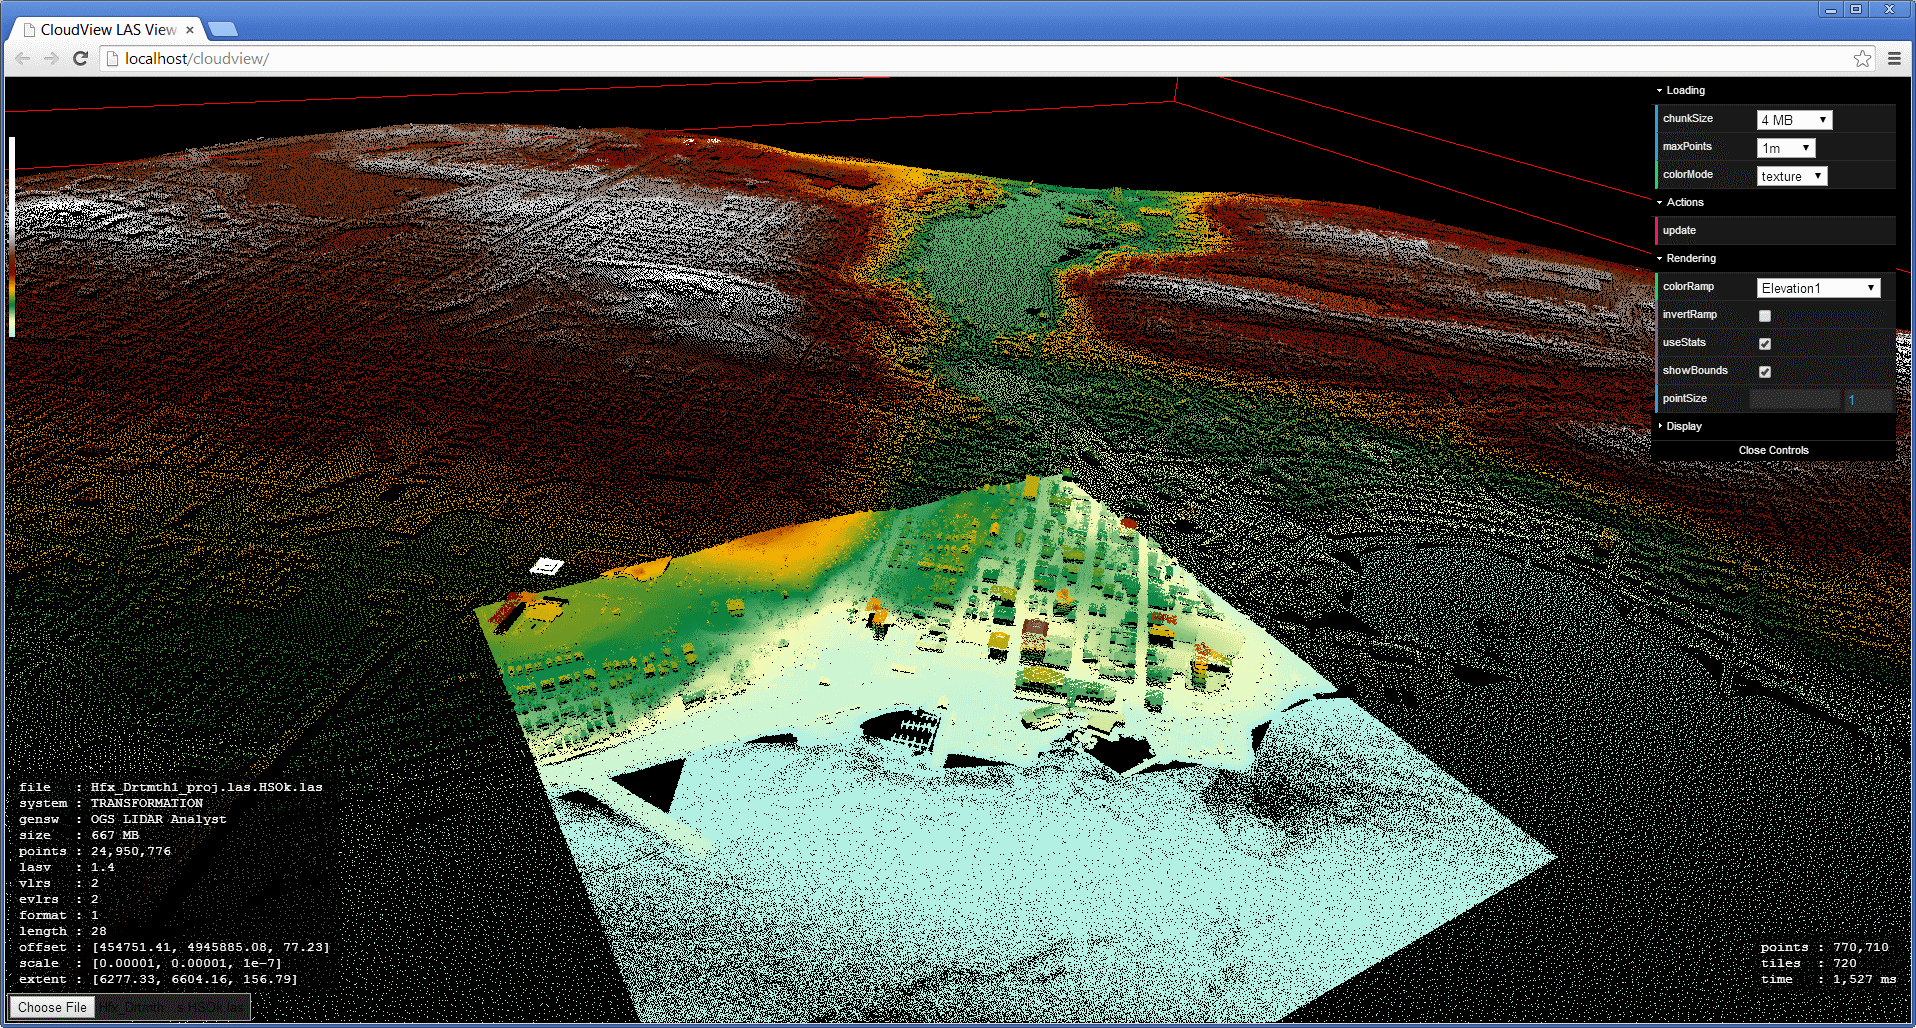 CloudView LAS View
localhost/cloudview/
Loading
chunkSize 4 MB
maxPoints 1m
colorMode texture
Actions
update
Rendering
colorRamp Elevation1
invertRamp
useStats
showBounds
pointSize 1
Display
Close Controls
file : Hfx_Drtmth1_proj.las.HSOk.las
system : TRANSFORMATION
gensw : OGS LIDAR Analyst
size : 667 MB
points : 24,950,776
lasv : 1.4
vlrs : 2
evlrs : 2
format : 1
length : 28
offset : [454751.41, 4945885.08, 77.23]
scale : [0.00001, 0.00001, 1e-7]
extent : [6277.33, 6604.16, 156.79]
Choose File Hfx_Drtmth...s.HSOk.las
points : 770,710
tiles : 720
time : 1,527 ms